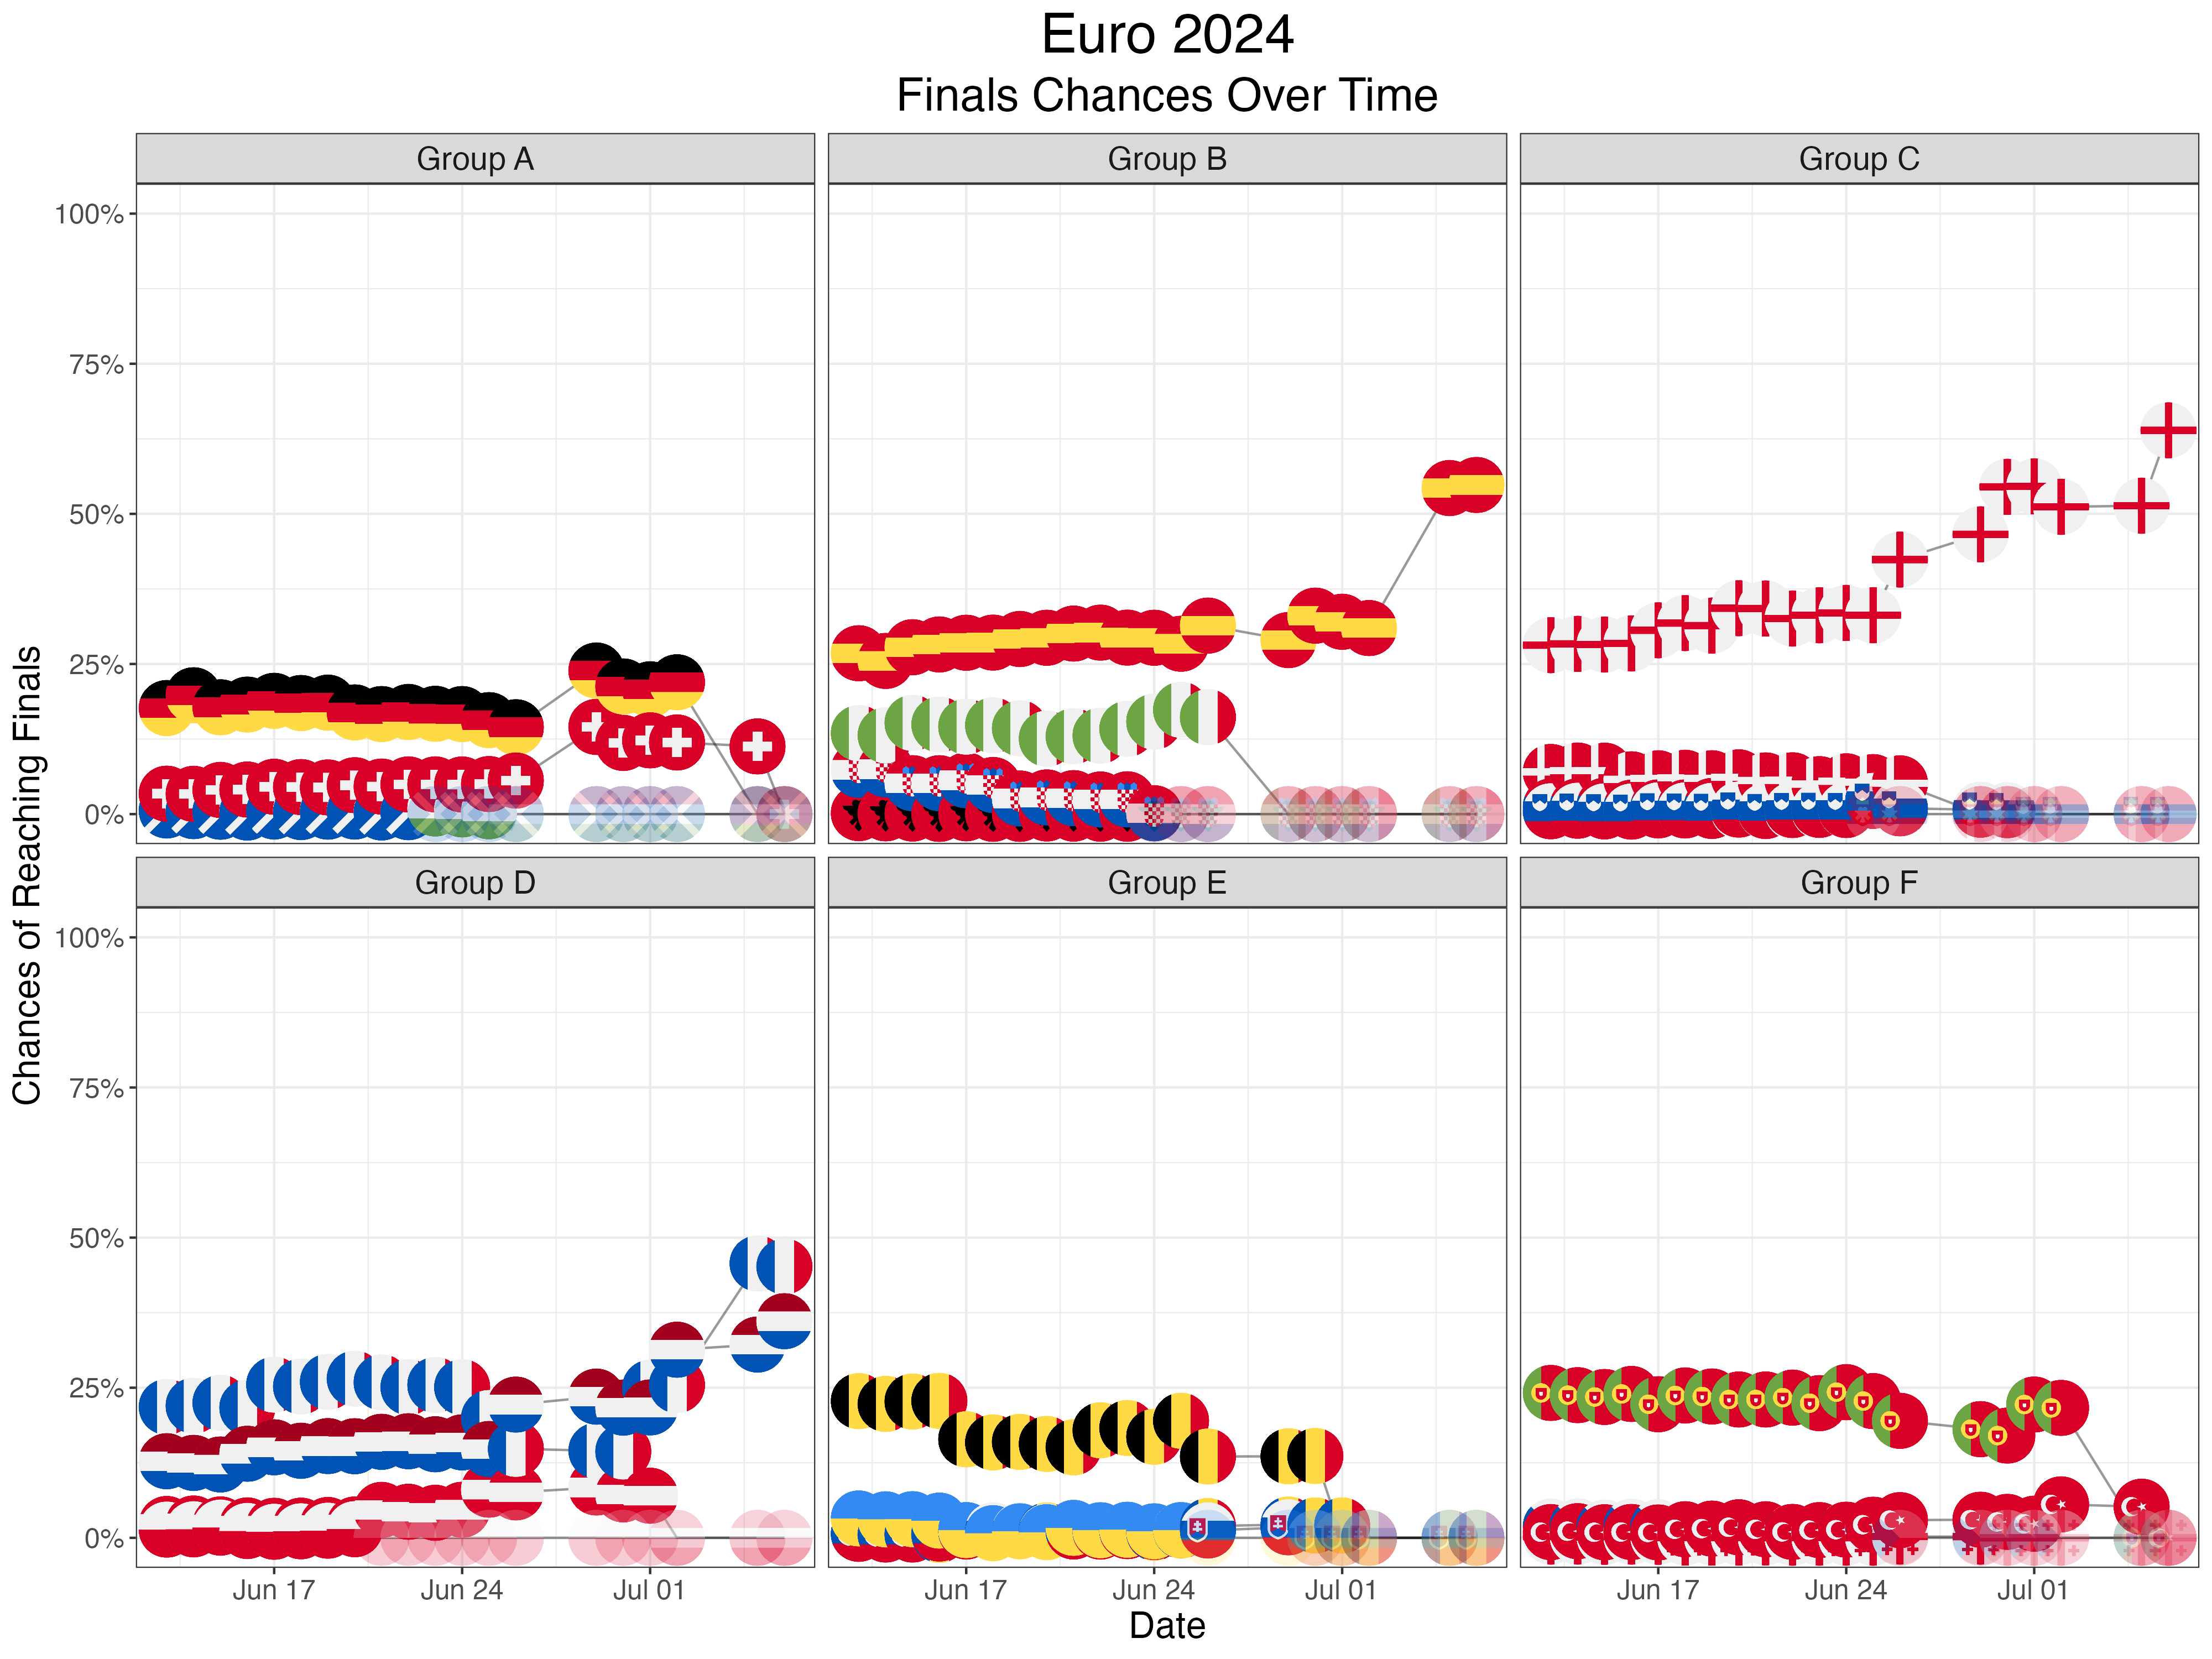 Euro 2024
Finals Chances Over Time
Group A
Group B
Group C
100%
75%
50%
25%
0%
Group D
Group E
Group F
100%
75%
50%
25%
0%
Jun 17
Jun 24
Jul 01
Jun 17
Jun 24
Jul 01
Jun 17
Jun 24
Jul 01
Date
Chances of Reaching Finals